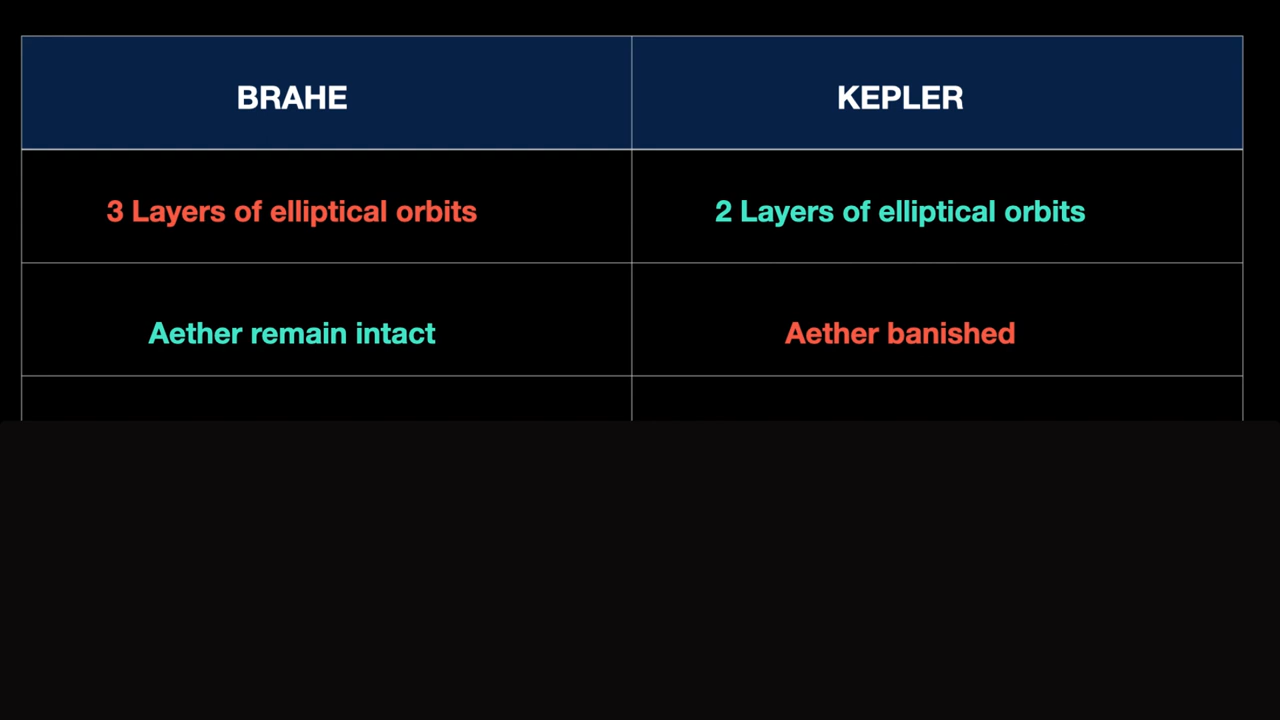 BRAHE
KEPLER
3 Layers of elliptical orbits
2 Layers of elliptical orbits
Aether remain intact
Aether banished